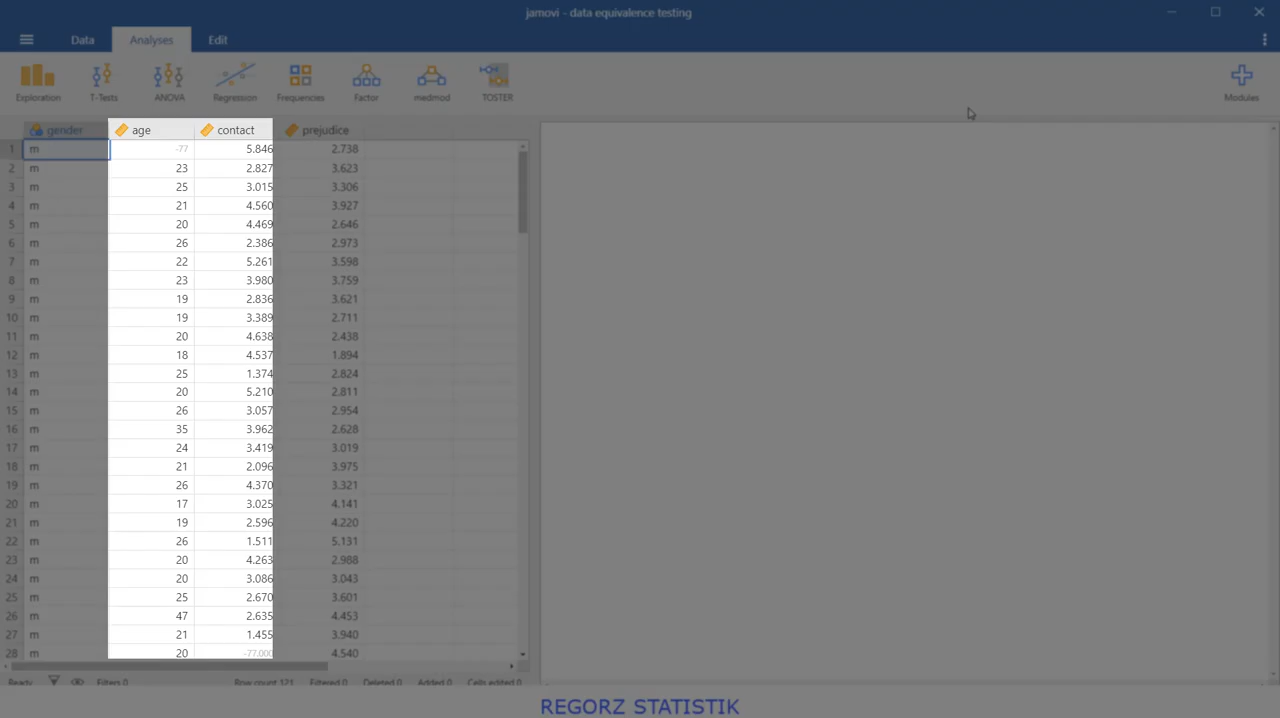 jamovi - data equivalence testing
Data Analyses Edit
Exploration T-Tests ANOVA Regression Frequencies Factor medmod TOSTER Modules
gender age contact prejudice
1 m -77 5.846 2.738
2 m 23 2.827 3.623
3 m 25 3.015 3.306
4 m 21 4.560 3.927
5 m 20 4.469 2.646
6 m 26 2.386 2.973
7 m 22 5.261 3.598
8 m 23 3.980 3.759
9 m 19 2.836 3.621
10 m 19 3.389 2.711
11 m 20 4.638 2.438
12 m 18 4.537 1.894
13 m 25 1.374 2.824
14 m 20 5.210 2.811
15 m 26 3.057 2.954
16 m 35 3.962 2.628
17 m 24 3.419 3.019
18 m 21 2.096 3.975
19 m 26 4.370 3.321
20 m 17 3.025 4.141
21 m 19 2.596 4.220
22 m 26 1.511 5.131
23 m 20 4.263 2.988
24 m 20 3.086 3.043
25 m 25 2.670 3.601
26 m 47 2.635 4.453
27 m 21 1.455 3.940
28 m 20 -77.000 4.540
Ready Filters 0 Row count 121 Filtered 0 Deleted 0 Added 0 Cells edited 0
REGORZ STATISTIK